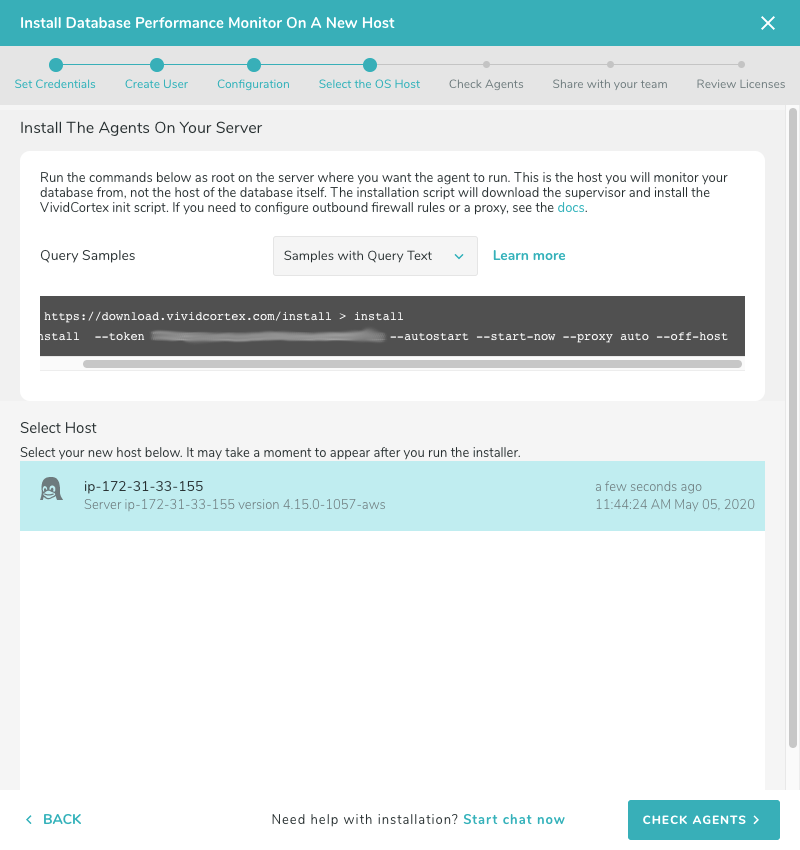 Install Database Performance Monitor On A New Host
Set Credentials
Create User
Configuration
Select the OS Host
Check Agents
Share with your team
Review Licenses
Install The Agents On Your Server
Run the commands below as root on the server where you want the agent to run. This is the host you will monitor your
database from, not the host of the database itself. The installation script will download the supervisor and install the
VividCortex init script. If you need to configure outbound firewall rules or a proxy, see the docs.
Query Samples
Samples with Query Text
Learn more
https://download.vividcortex.com/install > install
nstall --token --autostart --start-now --proxy auto --off-host
Select Host
Select your new host below. It may take a moment to appear after you run the installer.
ip-172-31-33-155
a few seconds ago
Server ip-172-31-33-155 version 4.15.0-1057-aws
11:44:24 AM May 05, 2020
BACK
Need help with installation? Start chat now
CHECK AGENTS